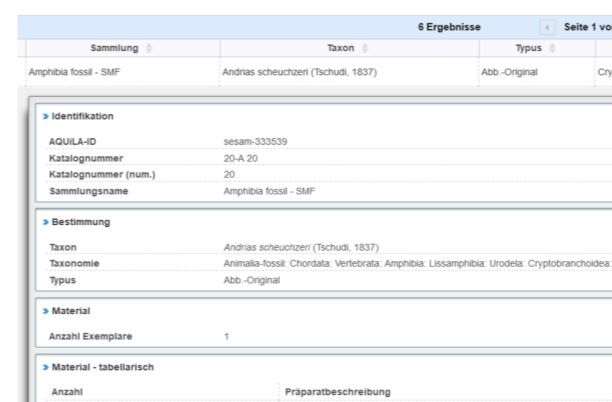 6 Ergebnisse Seite 1 vo
Sammlung Taxon Typus
Amphibia fossil - SMF Andrias scheuchzeri (Tschudi, 1837) Abb.-Original Cry
» Identifikation
AQUiLA-ID sesam-333539
Katalognummer 20-A 20
Katalognummer (num.) 20
Sammlungsname Amphibia fossil - SMF
» Bestimmung
Taxon Andrias scheuchzeri (Tschudi, 1837)
Taxonomie Animalia-fossil: Chordata: Vertebrata: Amphibia: Lissamphibia: Urodela: Cryptobranchoidea:
Typus Abb.-Original
» Material
Anzahl Exemplare 1
» Material - tabellarisch
Anzahl Präparatbeschreibung